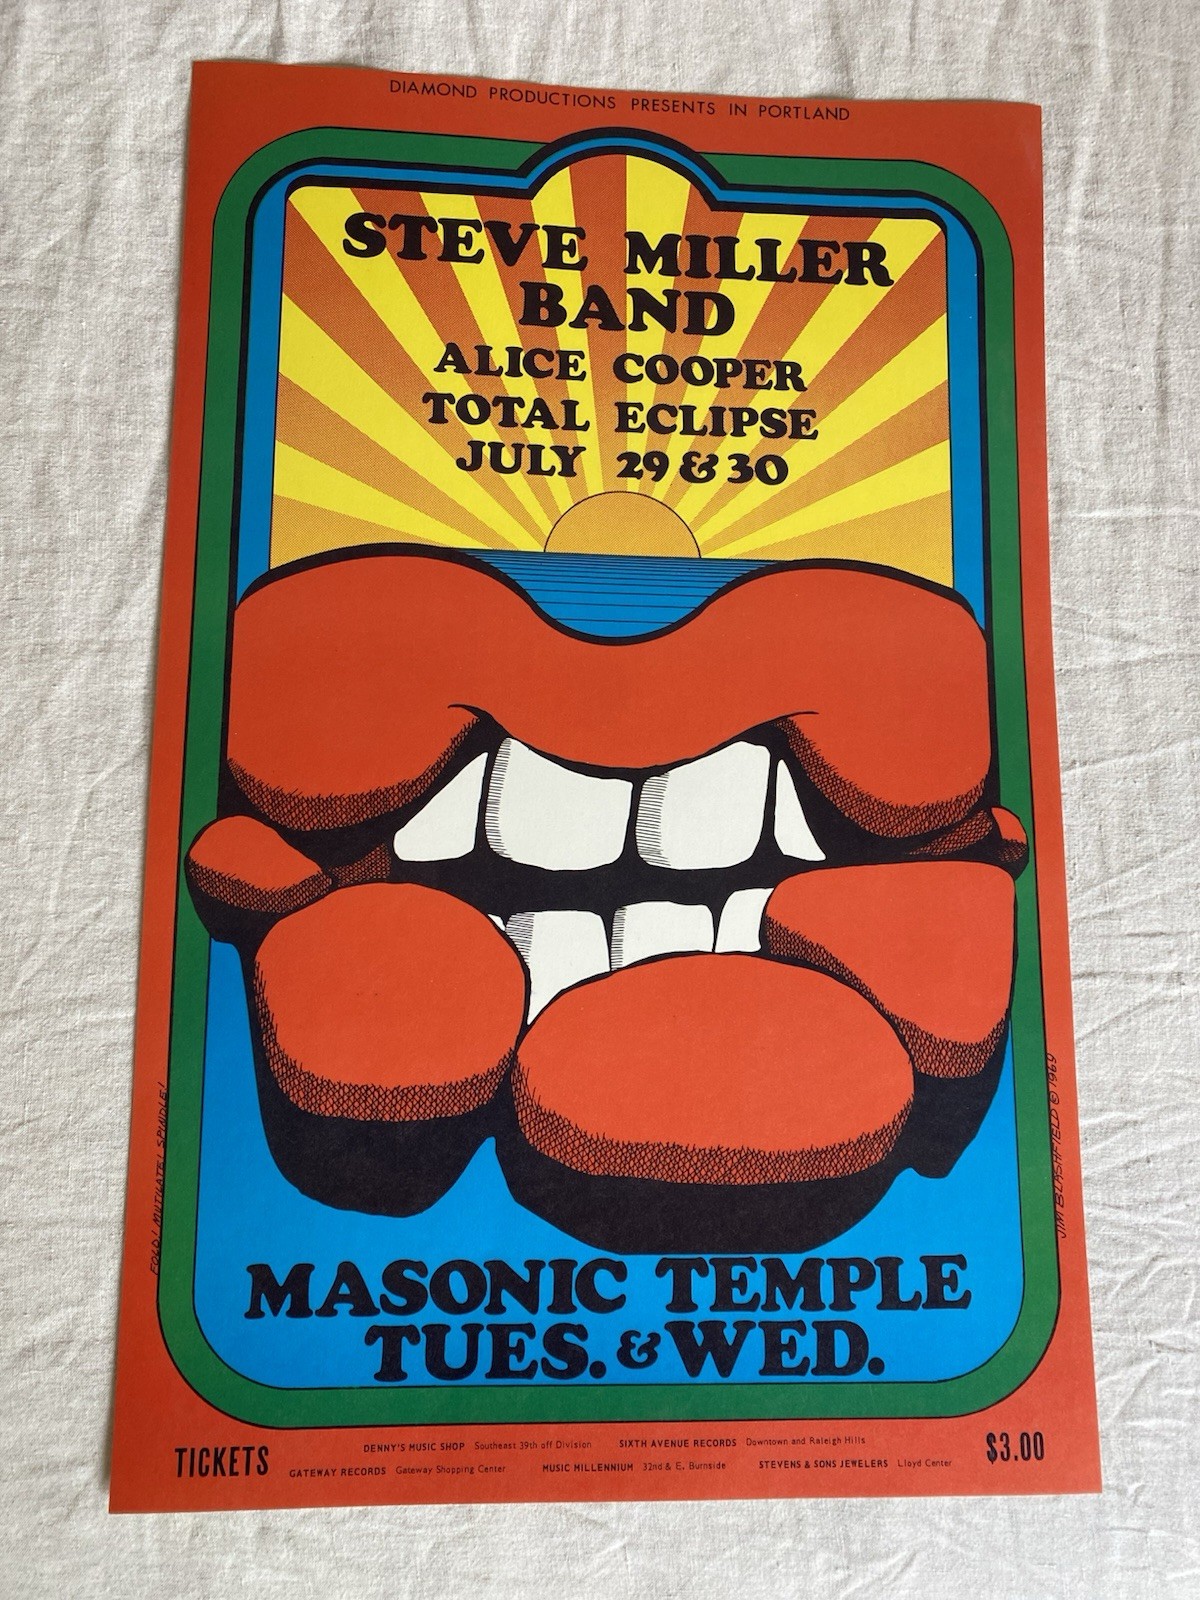 DIAMOND PRODUCTIONS PRESENTS IN PORTLAND
STEVE MILLER
BAND
ALICE COOPER
TOTAL ECLIPSE
JULY 29 & 30
FOLD! MUTILATE! SPINDLE!
JIM BLASHFIELD © 1969
MASONIC TEMPLE
TUES. & WED.
TICKETS
DENNY'S MUSIC SHOP Southeast 39th off Division SIXTH AVENUE RECORDS Downtown and Raleigh Hills
GATEWAY RECORDS Gateway Shopping Center MUSIC MILLENNIUM 32nd & E. Burnside STEVENS & SONS JEWELERS Lloyd Center
$3.00